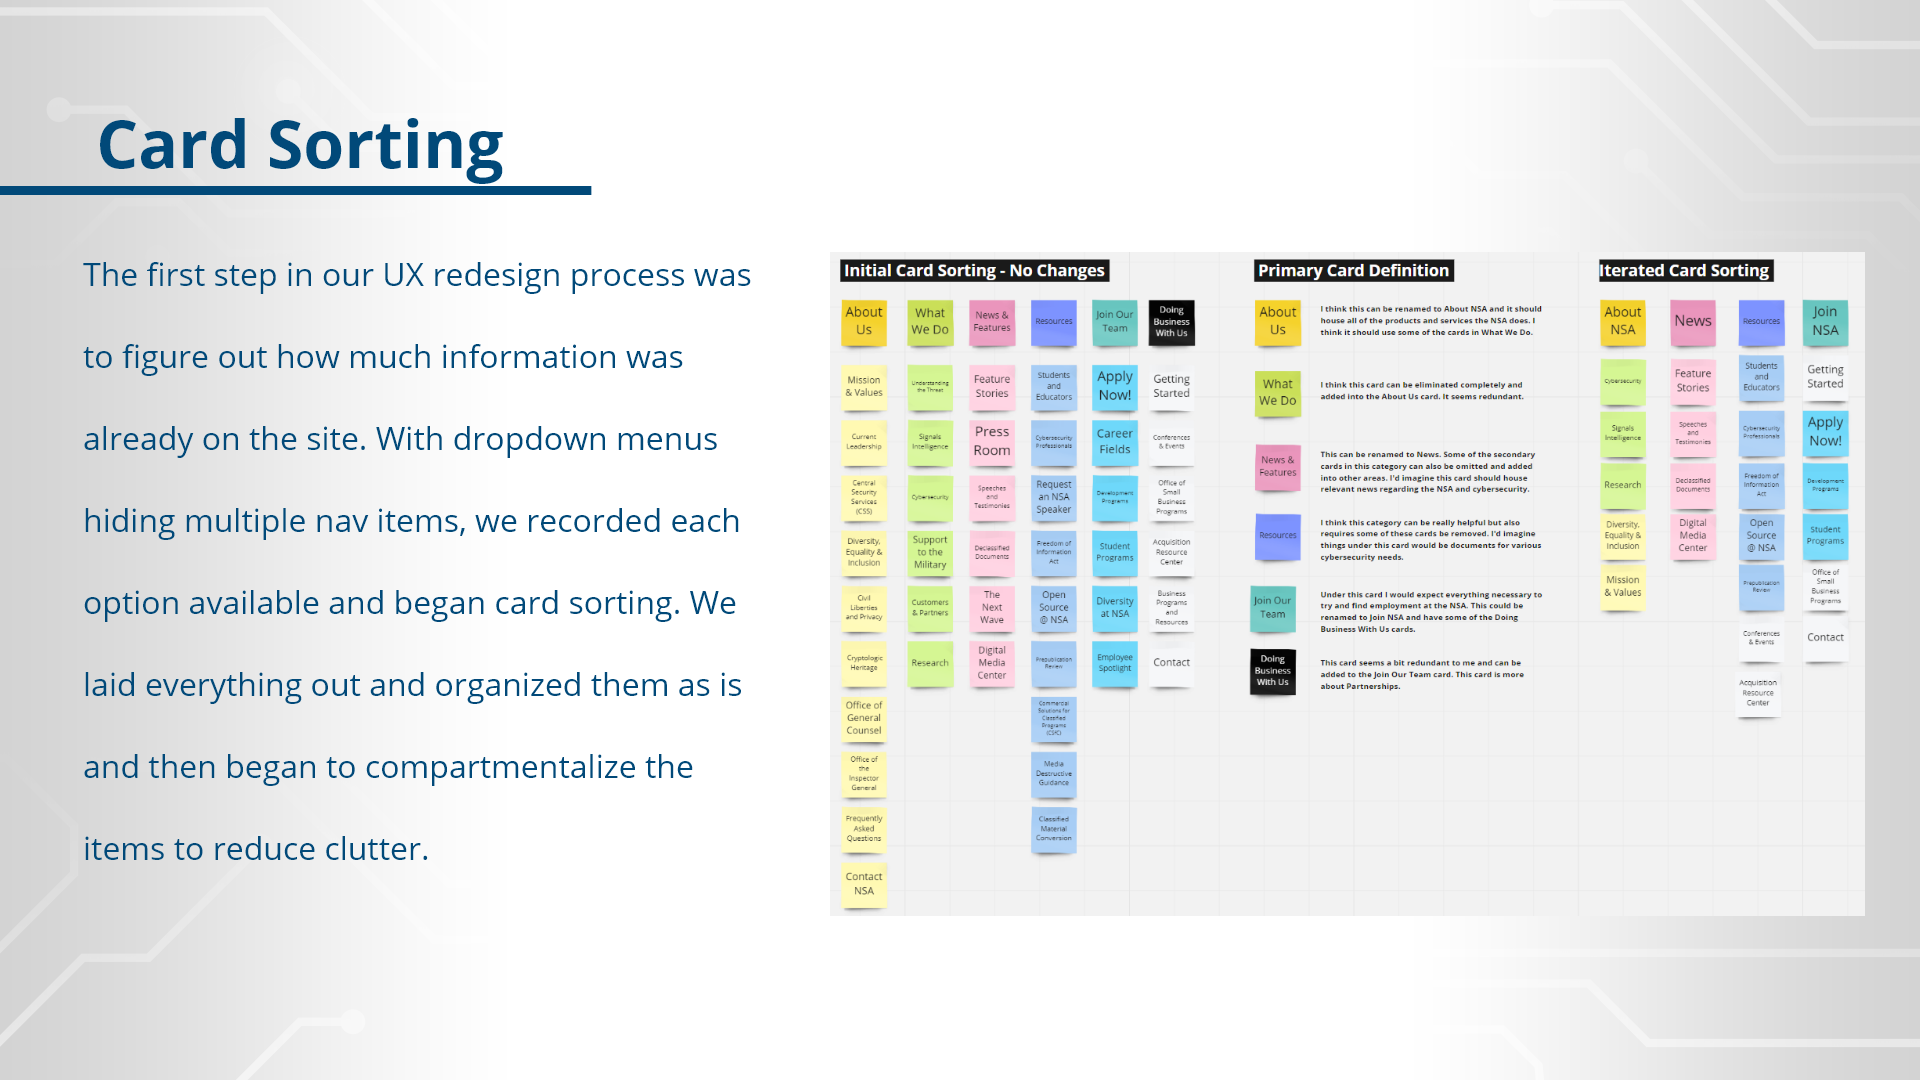 Card Sorting
The first step in our UX redesign process was
to figure out how much information was
already on the site. With dropdown menus
hiding multiple nav items, we recorded each
option available and began card sorting. We
laid everything out and organized them as is
and then began to compartmentalize the
items to reduce clutter.
Initial Card Sorting - No Changes
About
Us
Mission
& Values
Current
Leadership
Central
Security
Services
(CSS)
Diversity,
Equality &
Inclusion
Civil
Liberties
and Privacy
Cryptologic
Heritage
Office of
General
Counsel
Office of
the
Inspector
General
Frequently
Asked
Questions
Contact
NSA
What
We Do
Understanding
the Threat
Signals
Intelligence
Cybersecurity
Support
to the
Military
Customers
& Partners
Research
News &
Features
Feature
Stories
Press
Room
Speeches
and
Testimonies
Declassified
Documents
The
Next
Wave
Digital
Media
Center
Resources
Students
and
Educators
Cybersecurity
Professionals
Request
an NSA
Speaker
Freedom of
Information
Act
Open
Source
@ NSA
Prepublication
Review
Commercial
Solutions for
Classified
Programs
(CSfC)
Media
Destructive
Guidance
Classified
Material
Conversion
Join Our
Team
Apply
Now!
Career
Fields
Development
Programs
Student
Programs
Diversity
at NSA
Employee
Spotlight
Doing
Business
With Us
Getting
Started
Conferences
& Events
Office of
Small
Business
Programs
Acquisition
Resource
Center
Business
Programs
and
Resources
Contact
Primary Card Definition
About
Us
I think this can be renamed to About NSA and it should
house all of the products and services the NSA does. I
think it should use some of the cards in What We Do.
What
We Do
I think this card can be eliminated completely and
added into the About Us card. It seems redundant.
News &
Features
This can be renamed to News. Some of the secondary
cards in this category can also be omitted and added
into other areas. I'd imagine this card should house
relevant news regarding the NSA and cybersecurity.
Resources
I think this category can be really helpful but also
requires some of these cards be removed. I'd imagine
things under this card would be documents for various
cybersecurity needs.
Join Our
Team
Under this card I would expect everything necessary to
try and find employment at the NSA. This could be
renamed to Join NSA and have some of the Doing
Business With Us cards.
Doing
Business
With Us
This card seems a bit redundant to me and can be
added to the Join Our Team card. This card is more
about Partnerships.
Iterated Card Sorting
About
NSA
Cybersecurity
Signals
Intelligence
Research
Diversity,
Equality &
Inclusion
Mission
& Values
News
Feature
Stories
Speeches
and
Testimonies
Declassified
Documents
Digital
Media
Center
Resources
Students
and
Educators
Cybersecurity
Professionals
Freedom of
Information
Act
Open
Source
@ NSA
Prepublication
Review
Conferences
& Events
Acquisition
Resource
Center
Join
NSA
Getting
Started
Apply
Now!
Development
Programs
Student
Programs
Office of
Small
Business
Programs
Contact